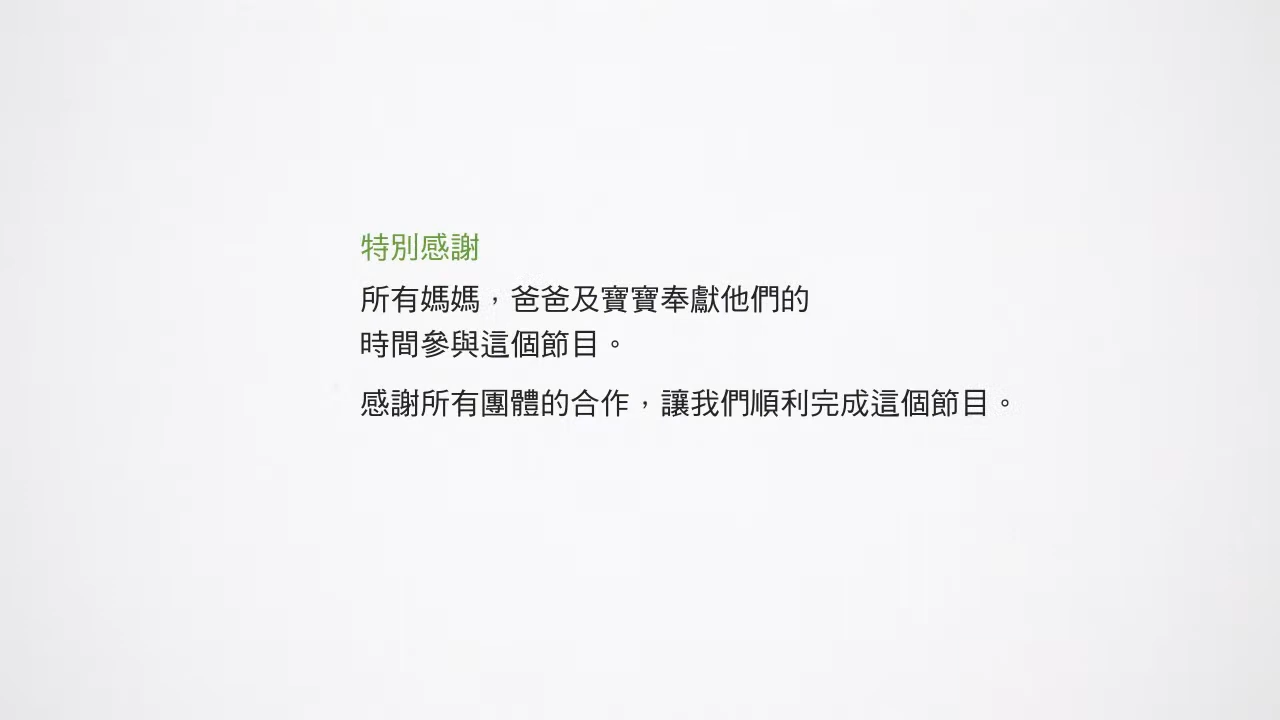 特別感謝
所有媽媽，爸爸及寶寶奉獻他們的
時間參與這個節目。
感謝所有團體的合作，讓我們順利完成這個節目。